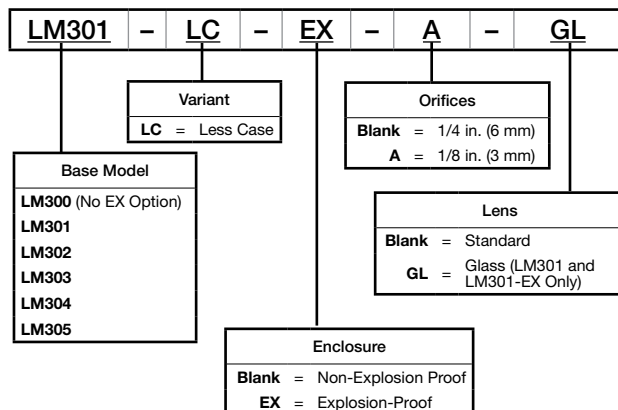 LM301 – LC – EX – A – GL
Variant
LC = Less Case
Orifices
Blank = 1/4 in. (6 mm)
A = 1/8 in. (3 mm)
Base Model
LM300 (No EX Option)
LM301
LM302
LM303
LM304
LM305
Lens
Blank = Standard
GL = Glass (LM301 and
LM301-EX Only)
Enclosure
Blank = Non-Explosion Proof
EX = Explosion-Proof